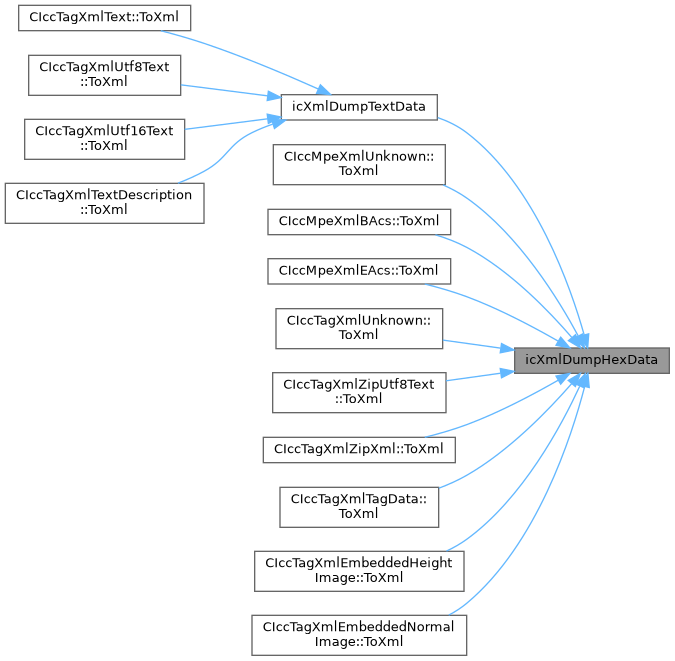 CIccTagXmlText::ToXml
CIccTagXmlUtf8Text
::ToXml
CIccTagXmlUtf16Text
::ToXml
CIccTagXmlTextDescription
::ToXml
icXmlDumpTextData
CIccMpeXmlUnknown::
ToXml
CIccMpeXmlBAcs::ToXml
CIccMpeXmlEAcs::ToXml
CIccTagXmlUnknown::
ToXml
CIccTagXmlZipUtf8Text
::ToXml
CIccTagXmlZipXml::ToXml
CIccTagXmlTagData::
ToXml
CIccTagXmlEmbeddedHeight
Image::ToXml
CIccTagXmlEmbeddedNormal
Image::ToXml
icXmlDumpHexData